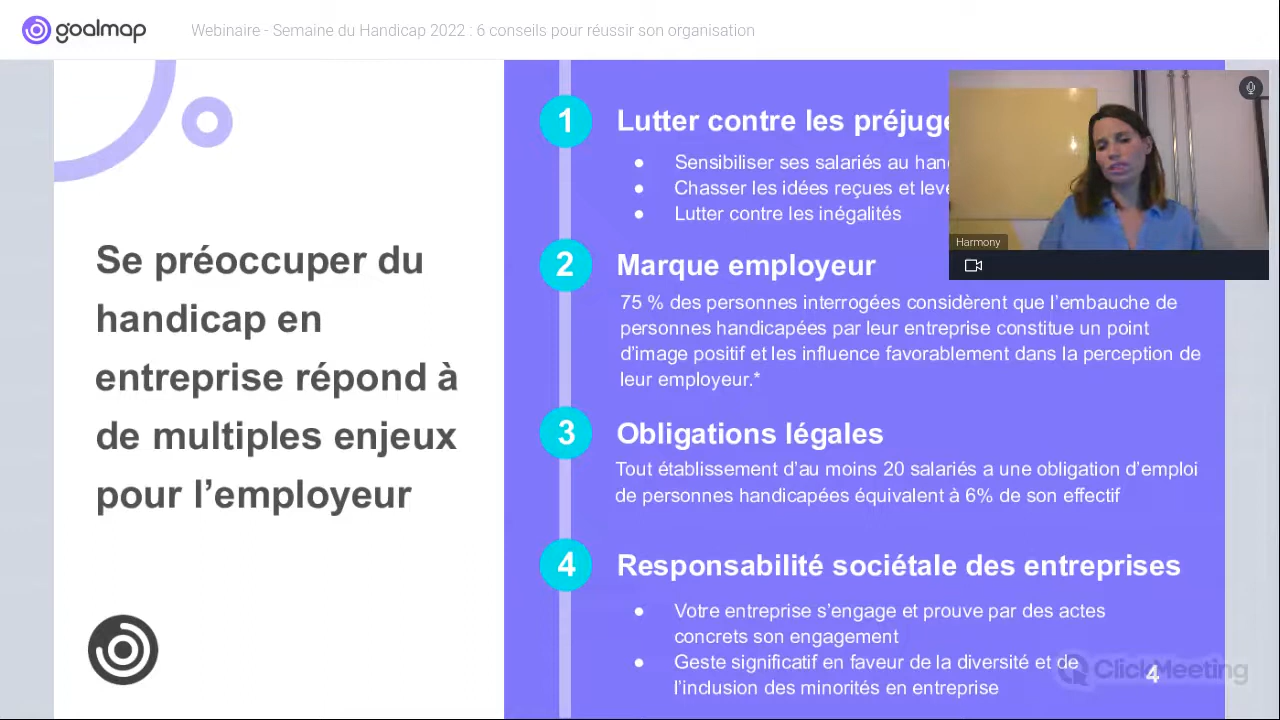 goalmap
Webinaire - Semaine du Handicap 2022 : 6 conseils pour réussir son organisation
Se préoccuper du
handicap en
entreprise répond à
de multiples enjeux
pour l’employeur
1
Lutter contre les
● Sensibiliser ses salariés au
● Chasser les idées reçues et
● Lutter contre les inégalités
Harmony
2
Marque employeur
75 % des personnes interrogées considèrent que l’embauche de
personnes handicapées par leur entreprise constitue un point
d’image positif et les influence favorablement dans la perception de
leur employeur.*
3
Obligations légales
Tout établissement d’au moins 20 salariés a une obligation d’emploi
de personnes handicapées équivalent à 6% de son effectif
4
Responsabilité sociétale des entreprises
● Votre entreprise s’engage et prouve par des actes
concrets son engagement
● Geste significatif en faveur de la diversité et de
l’inclusion des minorités en entreprise
ClickMeeting
4